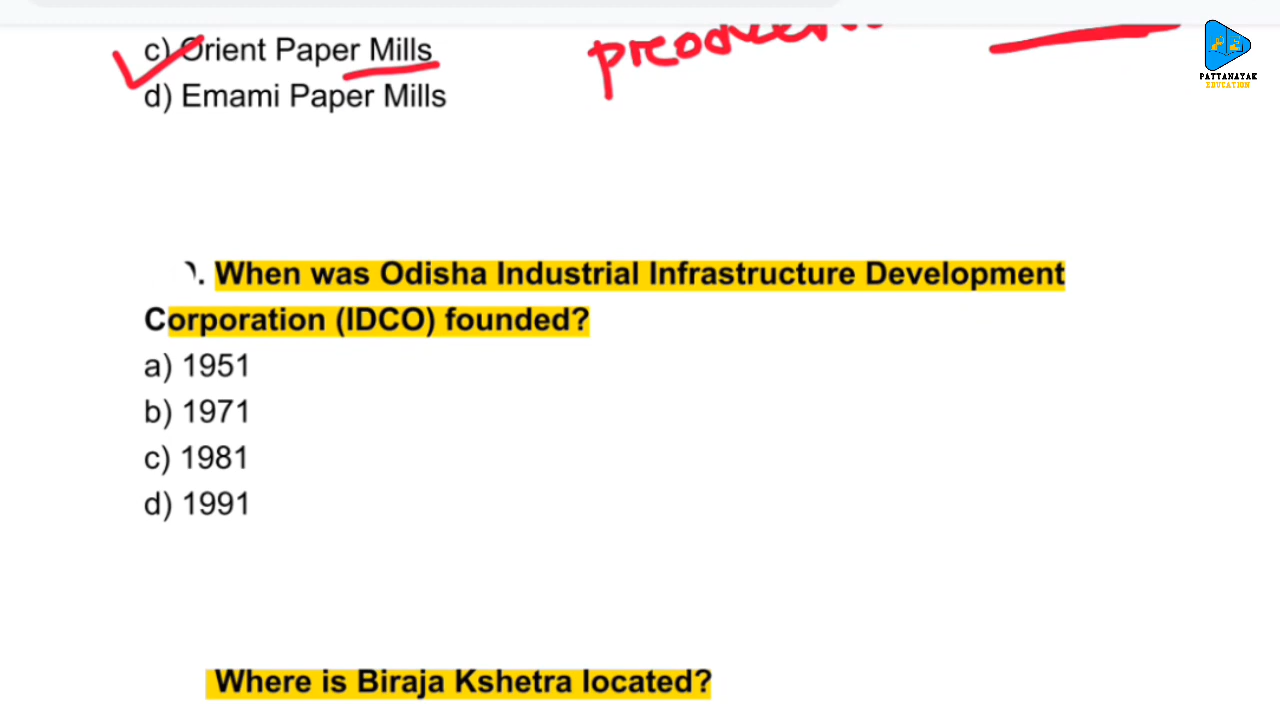 c) Orient Paper Mills
d) Emami Paper Mills
PATTANAYAK
EDUCATION
. When was Odisha Industrial Infrastructure Development
Corporation (IDCO) founded?
a) 1951
b) 1971
c) 1981
d) 1991
Where is Biraja Kshetra located?